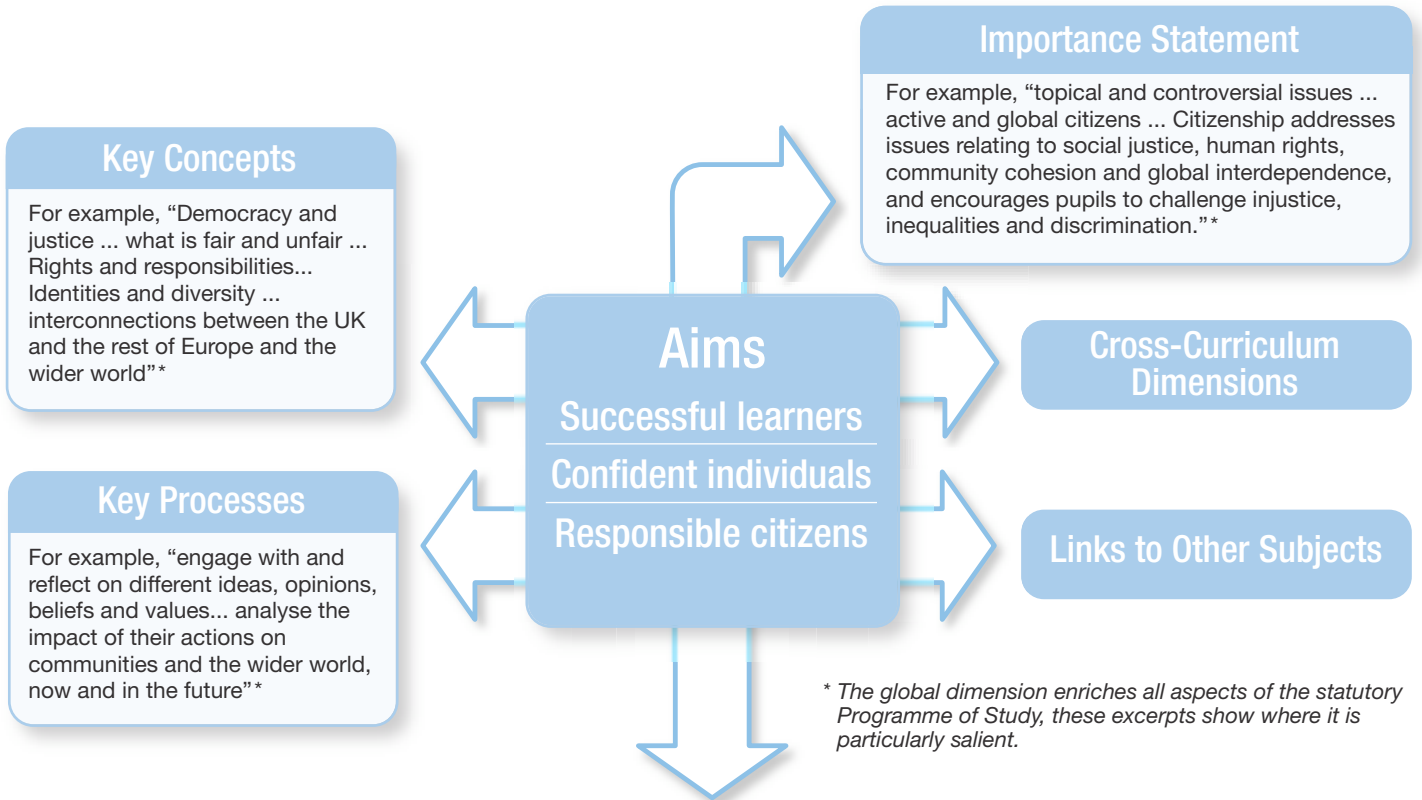 Importance Statement
For example, “topical and controversial issues ...
active and global citizens ... Citizenship addresses
issues relating to social justice, human rights,
community cohesion and global interdependence,
and encourages pupils to challenge injustice,
inequalities and discrimination.”*
Key Concepts
For example, “Democracy and
justice ... what is fair and unfair ...
Rights and responsibilities...
Identities and diversity ...
interconnections between the UK
and the rest of Europe and the
wider world”*
Aims
Successful learners
Confident individuals
Responsible citizens
Cross-Curriculum
Dimensions
Key Processes
For example, “engage with and
reflect on different ideas, opinions,
beliefs and values... analyse the
impact of their actions on
communities and the wider world,
now and in the future”*
Links to Other Subjects
* The global dimension enriches all aspects of the statutory
Programme of Study, these excerpts show where it is
particularly salient.